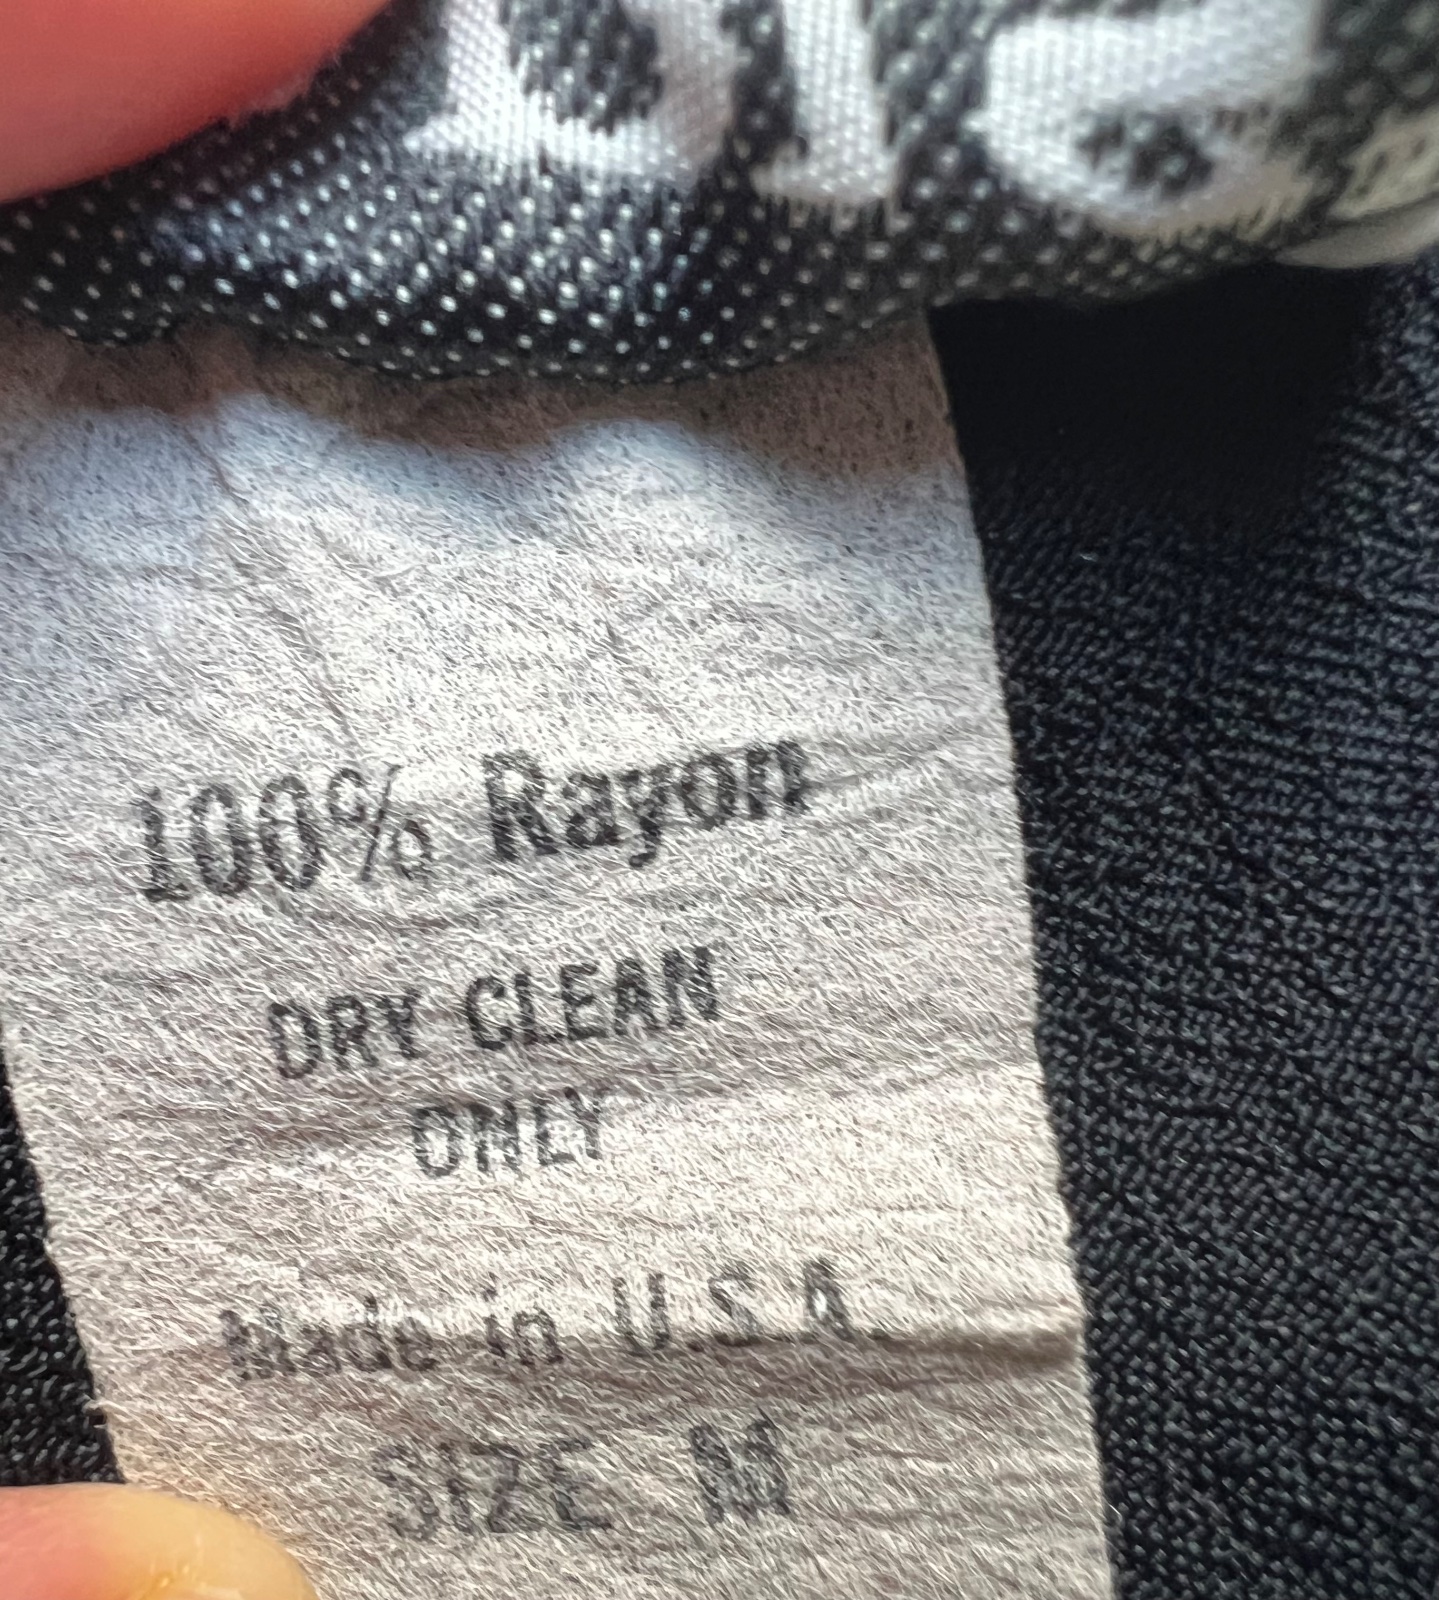 100% Rayon
DRY CLEAN
ONLY
Made in U.S.A.
SIZE M